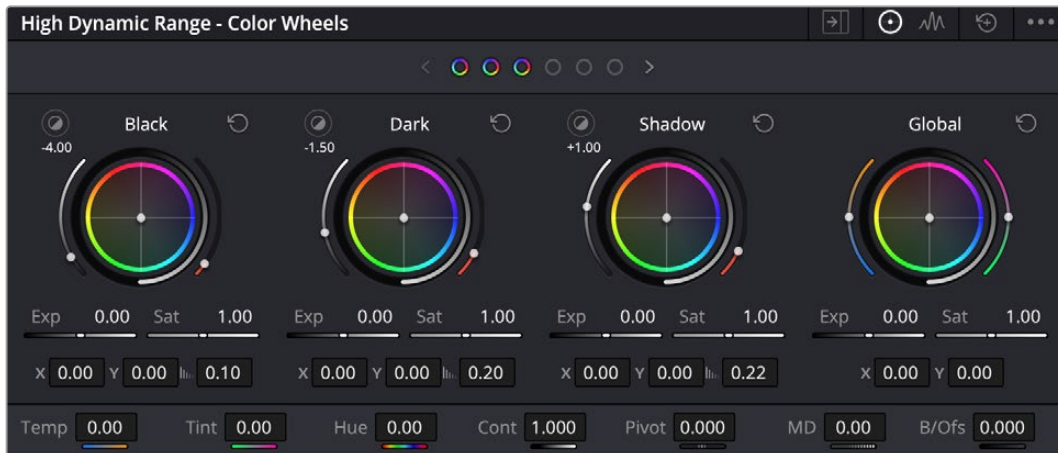 High Dynamic Range - Color Wheels
Black Dark Shadow Global
-4.00 -1.50 +1.00
Exp 0.00 Sat 1.00 Exp 0.00 Sat 1.00 Exp 0.00 Sat 1.00 Exp 0.00 Sat 1.00
X 0.00 Y 0.00 0.10 X 0.00 Y 0.00 0.20 X 0.00 Y 0.00 0.22 X 0.00 Y 0.00
Temp 0.00 Tint 0.00 Hue 0.00 Cont 1.000 Pivot 0.000 MD 0.00 B/Ofs 0.000